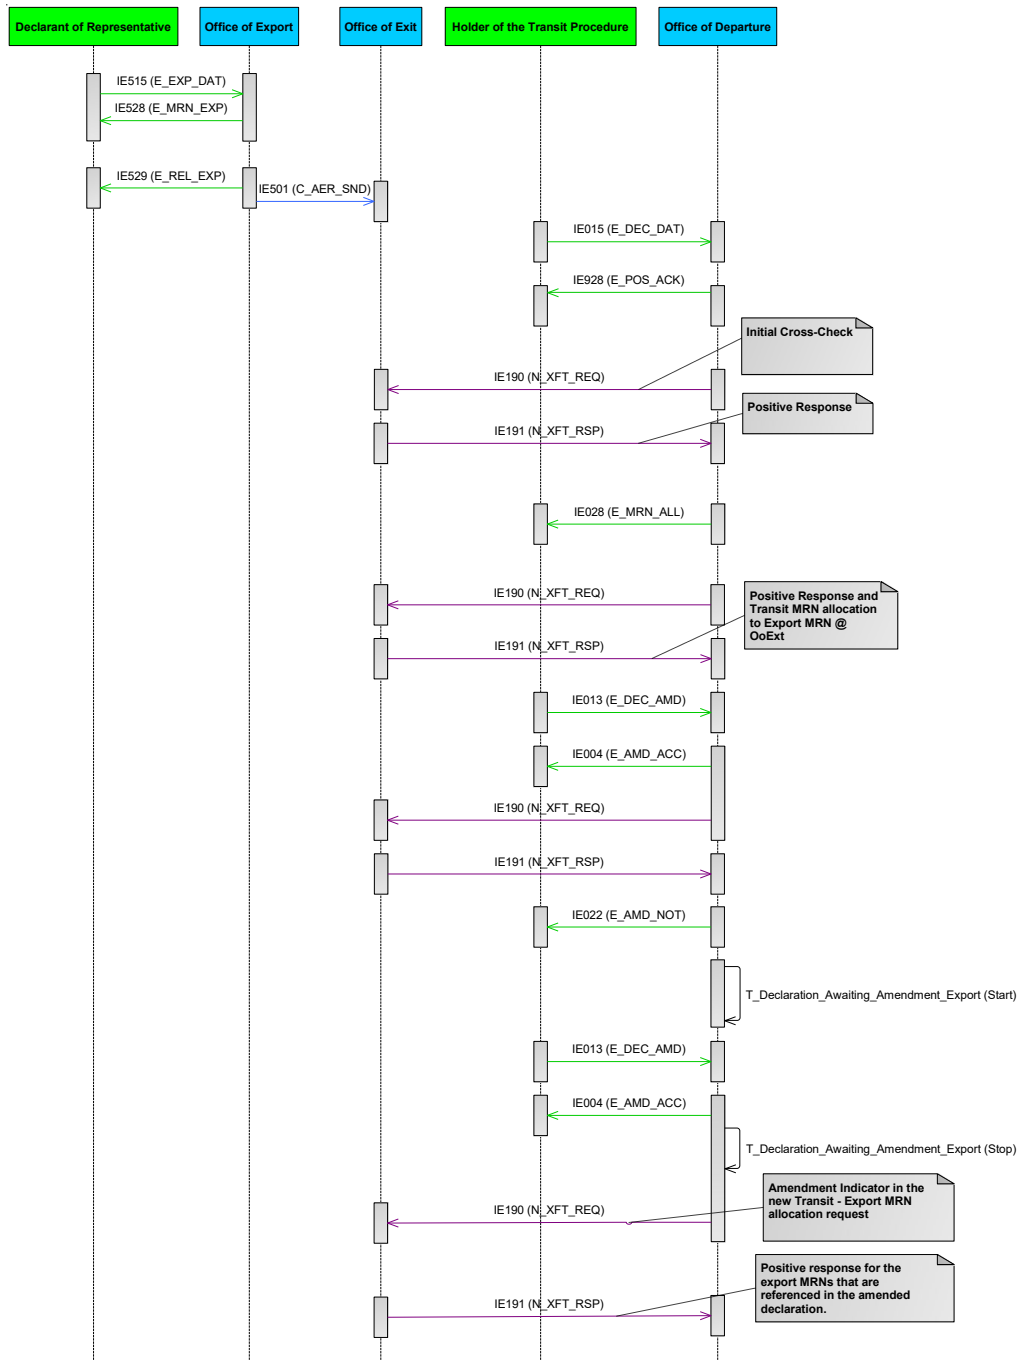 Declarant of Representative
Office of Export
Office of Exit
Holder of the Transit Procedure
Office of Departure
IE515 (E_EXP_DAT)
IE528 (E_MRN_EXP)
IE529 (E_REL_EXP)
IE501 (C_AER_SND)
IE015 (E_DEC_DAT)
IE928 (E_POS_ACK)
Initial Cross-Check
IE190 (N_XFT_REQ)
Positive Response
IE191 (N_XFT_RSP)
IE028 (E_MRN_ALL)
IE190 (N_XFT_REQ)
Positive Response and
Transit MRN allocation
to Export MRN @
OoExt
IE191 (N_XFT_RSP)
IE013 (E_DEC_AMD)
IE004 (E_AMD_ACC)
IE190 (N_XFT_REQ)
IE191 (N_XFT_RSP)
IE022 (E_AMD_NOT)
T_Declaration_Awaiting_Amendment_Export (Start)
IE013 (E_DEC_AMD)
IE004 (E_AMD_ACC)
T_Declaration_Awaiting_Amendment_Export (Stop)
Amendment Indicator in the
new Transit - Export MRN
allocation request
IE190 (N_XFT_REQ)
Positive response for the
export MRNs that are
referenced in the amended
declaration.
IE191 (N_XFT_RSP)